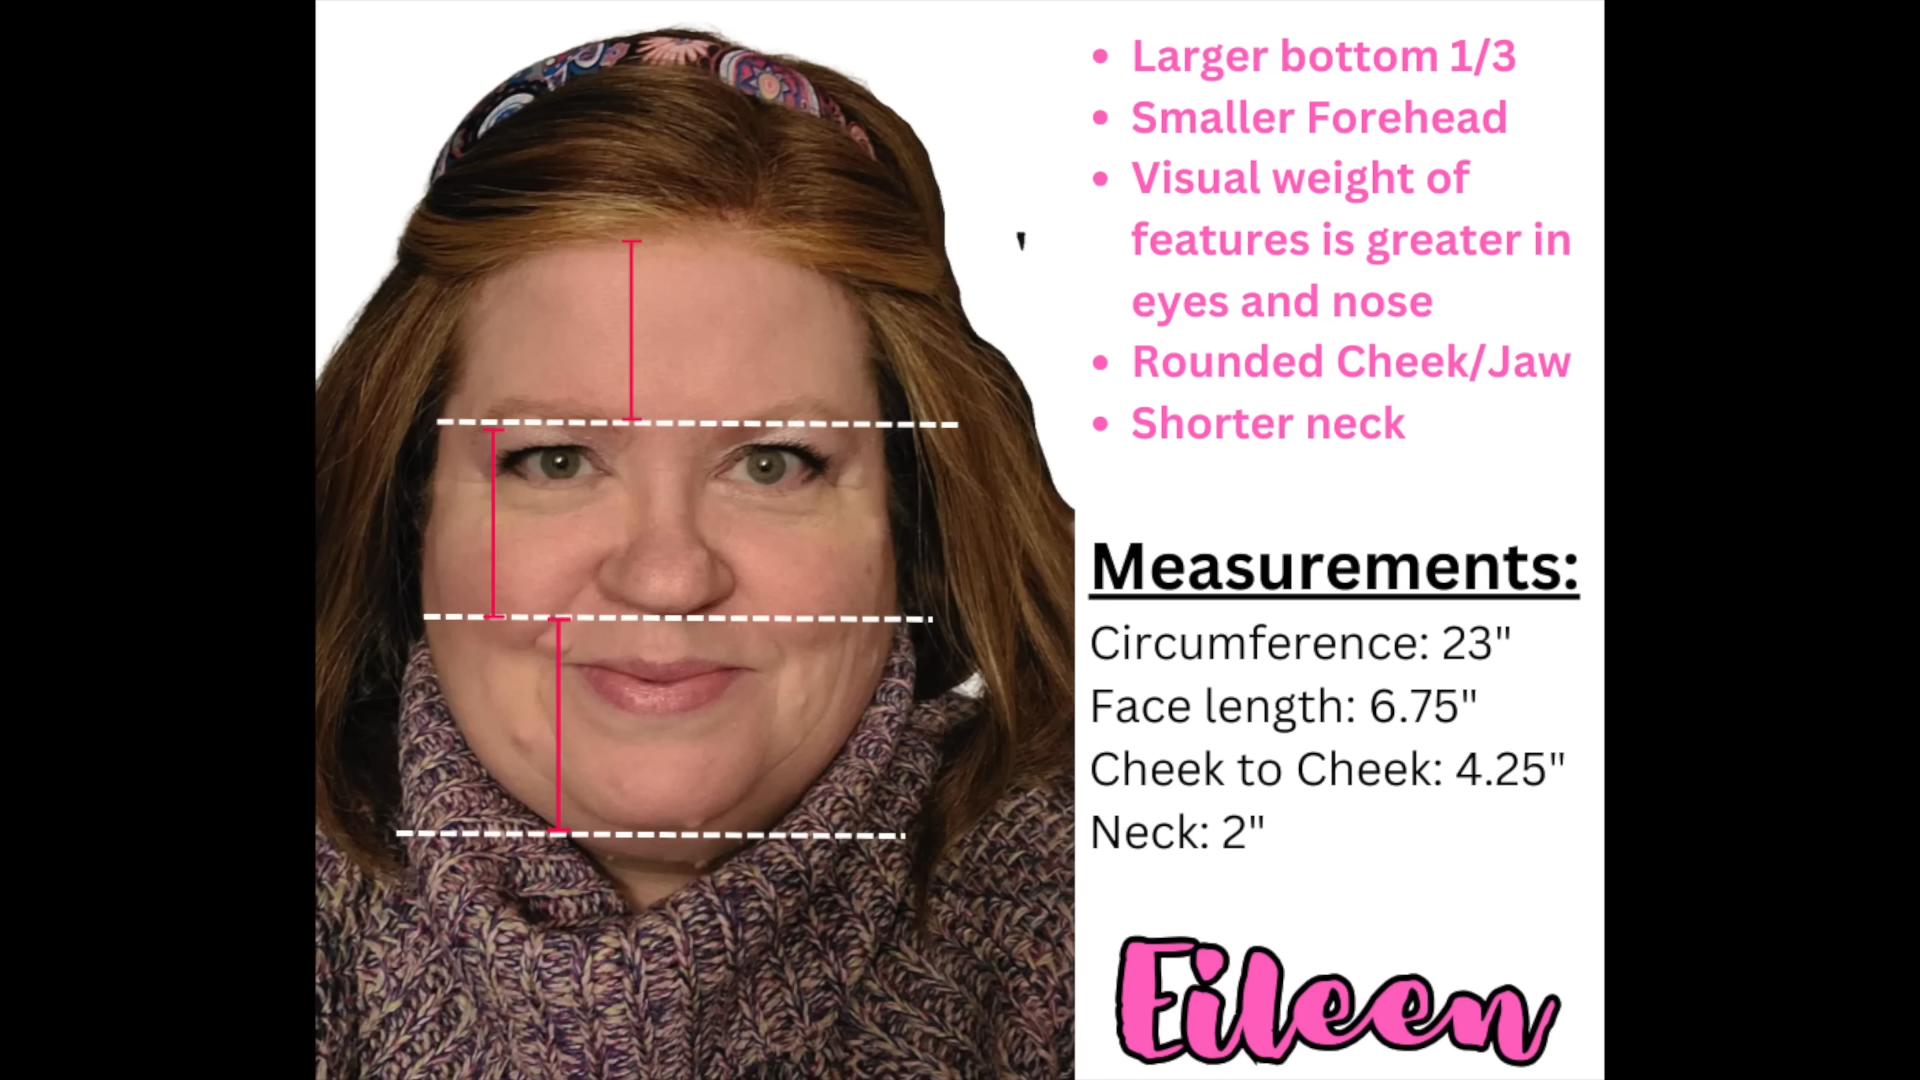 Larger bottom 1/3
Smaller Forehead
Visual weight of
features is greater in
eyes and nose
Rounded Cheek/Jaw
Shorter neck
Measurements:
Circumference: 23"
Face length: 6.75"
Cheek to Cheek: 4.25"
Neck: 2"
Eileen